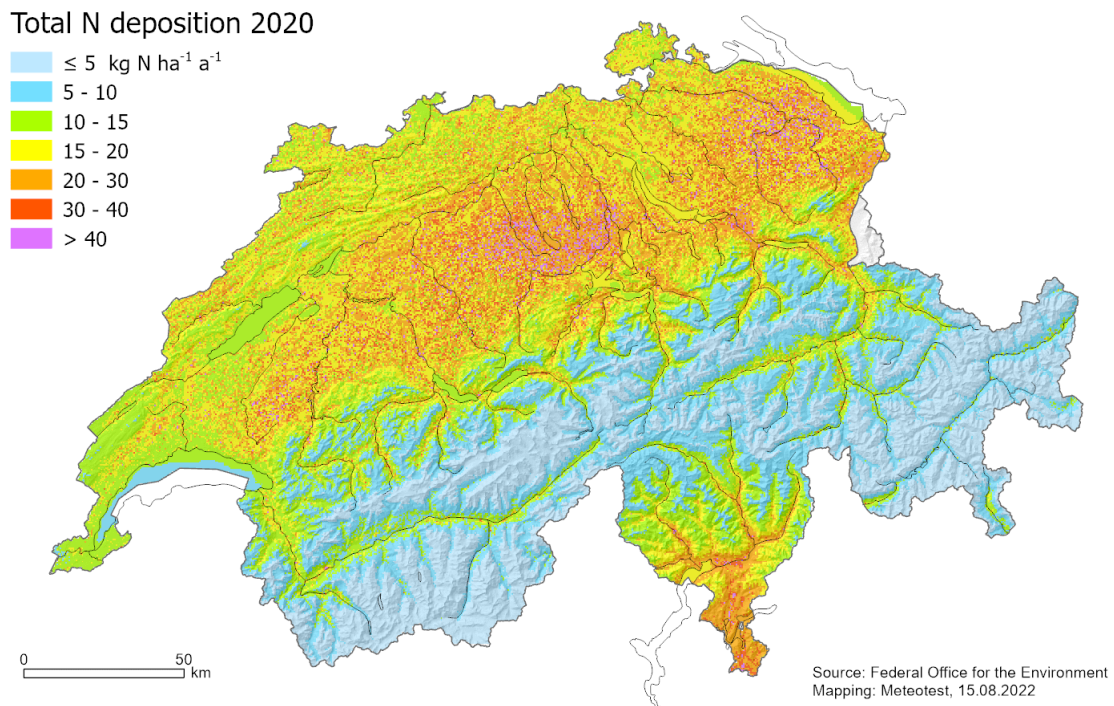 Total N deposition 2020
≤ 5 kg N ha⁻¹ a⁻¹
5 - 10
10 - 15
15 - 20
20 - 30
30 - 40
> 40
0 50
km
Source: Federal Office for the Environment
Mapping: Meteotest, 15.08.2022